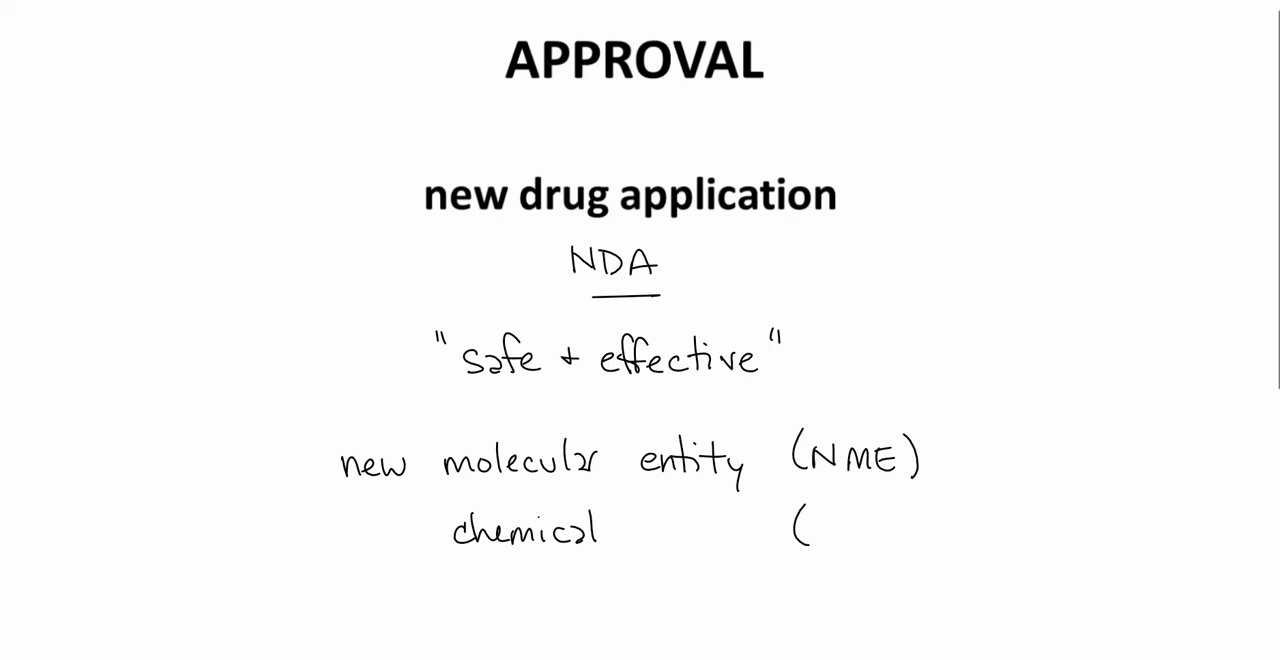 APPROVAL
new drug application
NDA
"safe + effective"
new molecular entity (NME)
chemical (